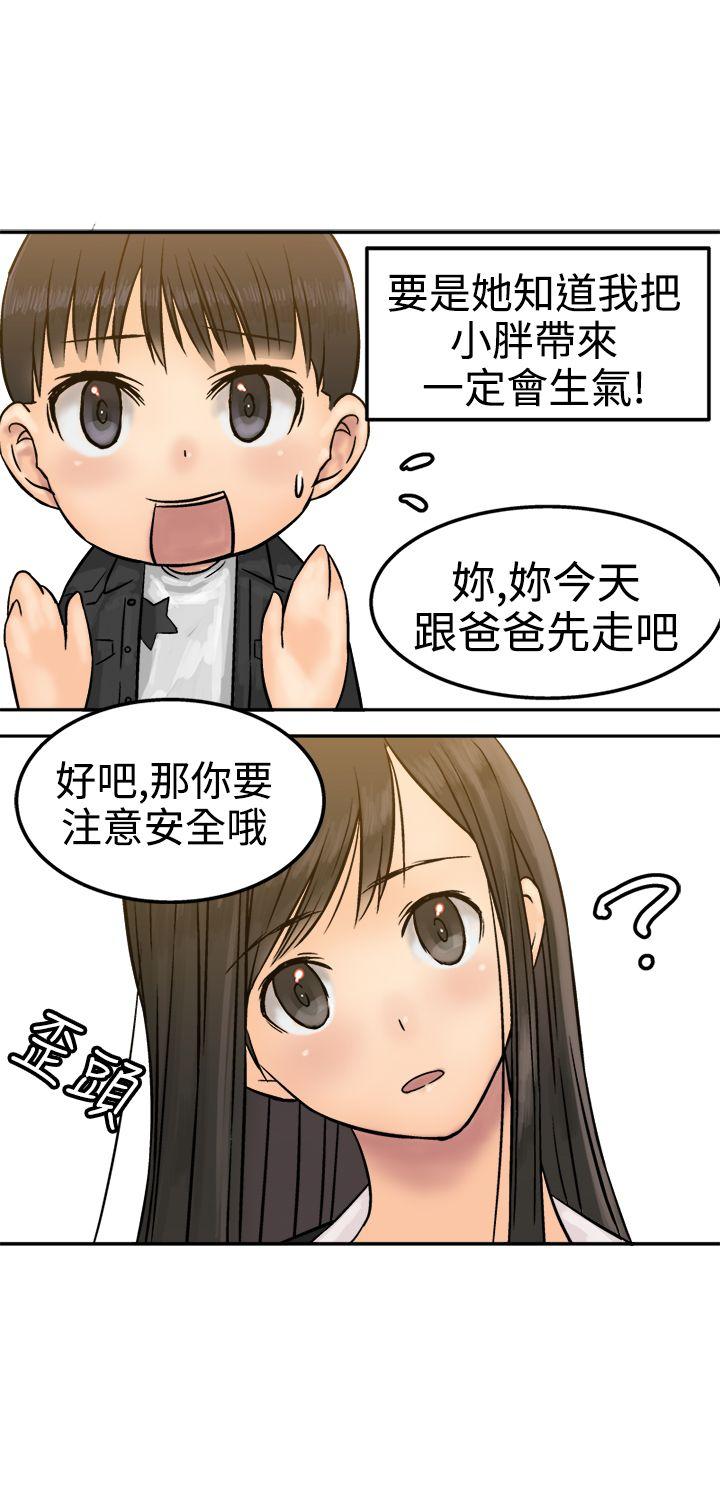 要是她知道我把
小胖帶來
一定會生氣!
妳,妳今天
跟爸爸先走吧
好吧,那你要
注意安全哦
?
歪頭